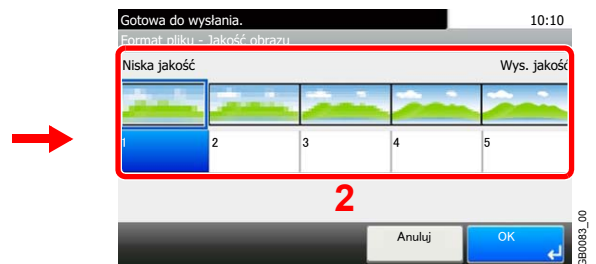 Gotowa do wysłania. 10:10
Format pliku - Jakość obrazu
Niska jakość Wys. jakość
1 2 3 4 5
2
Anuluj OK
GB0083_00